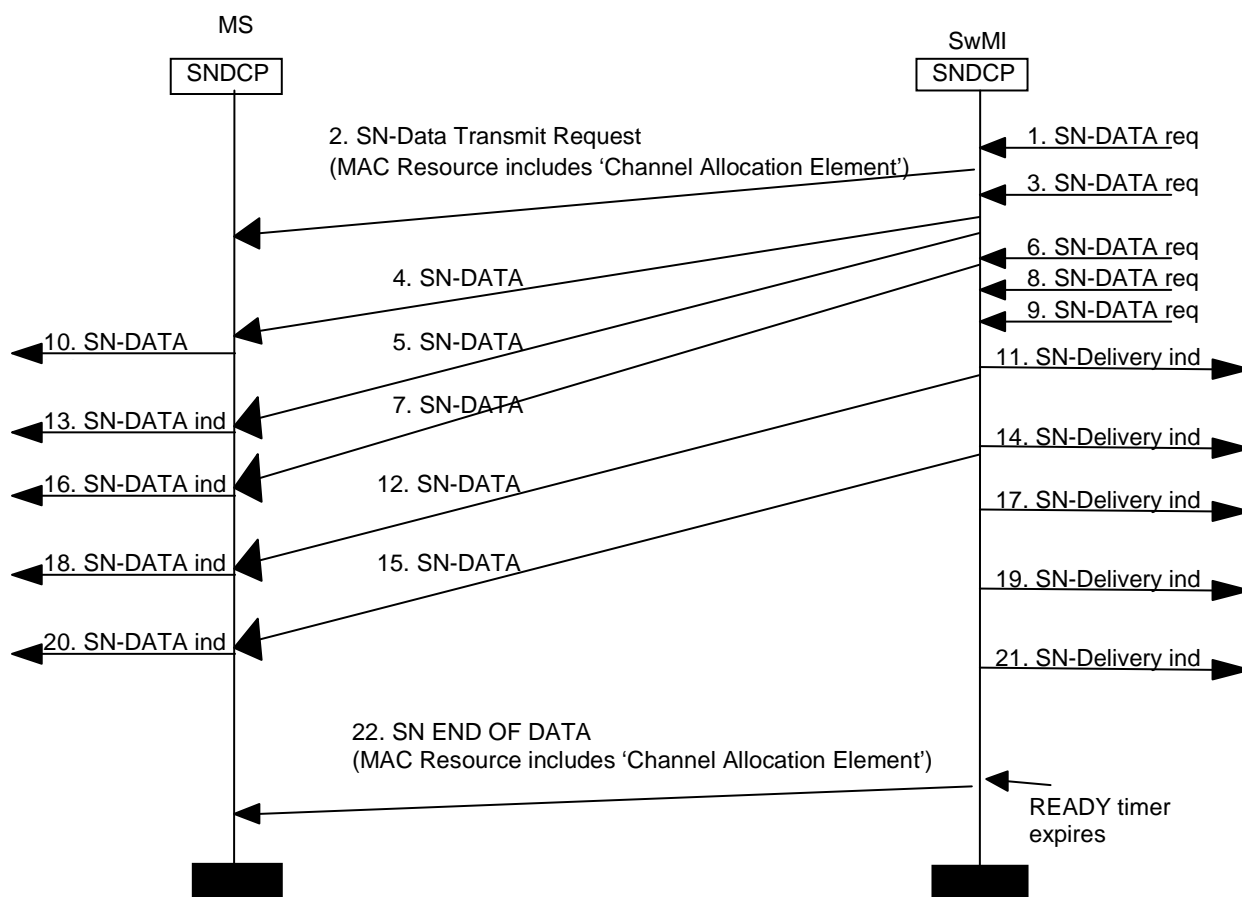 MS
SwMI
SNDCP
SNDCP
2. SN-Data Transmit Request
(MAC Resource includes ‘Channel Allocation Element’)
1. SN-DATA req
3. SN-DATA req
6. SN-DATA req
4. SN-DATA
8. SN-DATA req
9. SN-DATA req
10. SN-DATA
5. SN-DATA
11. SN-Delivery ind
7. SN-DATA
13. SN-DATA ind
14. SN-Delivery ind
16. SN-DATA ind
12. SN-DATA
17. SN-Delivery ind
18. SN-DATA ind
15. SN-DATA
19. SN-Delivery ind
20. SN-DATA ind
21. SN-Delivery ind
22. SN END OF DATA
(MAC Resource includes ‘Channel Allocation Element’)
READY timer
expires